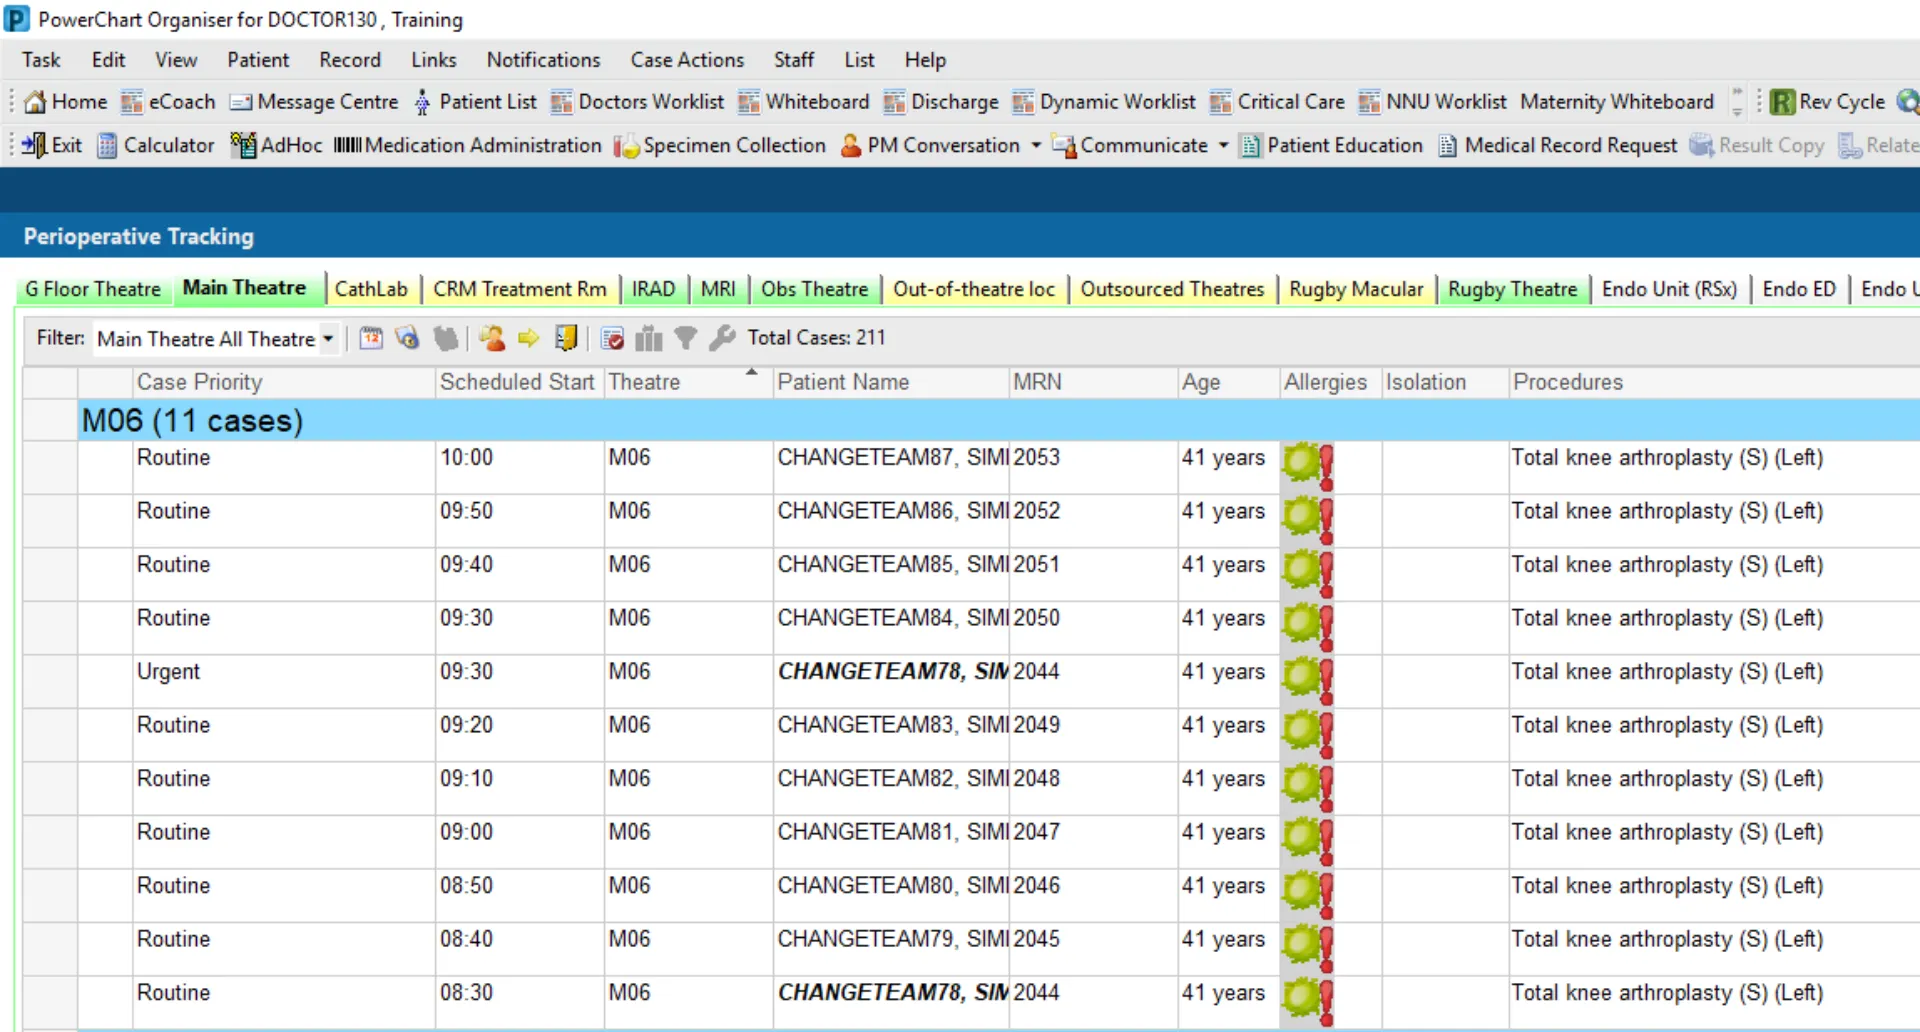 PowerChart Organiser for DOCTOR130 , Training
Task Edit View Patient Record Links Notifications Case Actions Staff List Help
Home eCoach Message Centre Patient List Doctors Worklist Whiteboard Discharge Dynamic Worklist Critical Care NNU Worklist Maternity Whiteboard R Rev Cycle
Exit Calculator AdHoc Medication Administration Specimen Collection PM Conversation Communicate Patient Education Medical Record Request Result Copy Relate
Perioperative Tracking
G Floor Theatre Main Theatre CathLab CRM Treatment Rm IRAD MRI Obs Theatre Out-of-theatre loc Outsourced Theatres Rugby Macular Rugby Theatre Endo Unit (RSx) Endo ED Endo U
Filter: Main Theatre All Theatre Total Cases: 211
Case Priority Scheduled Start Theatre Patient Name MRN Age Allergies Isolation Procedures
M06 (11 cases)
Routine 10:00 M06 CHANGETEAM87, SIMI 2053 41 years Total knee arthroplasty (S) (Left)
Routine 09:50 M06 CHANGETEAM86, SIMI 2052 41 years Total knee arthroplasty (S) (Left)
Routine 09:40 M06 CHANGETEAM85, SIMI 2051 41 years Total knee arthroplasty (S) (Left)
Routine 09:30 M06 CHANGETEAM84, SIMI 2050 41 years Total knee arthroplasty (S) (Left)
Urgent 09:30 M06 CHANGETEAM78, SIM 2044 41 years Total knee arthroplasty (S) (Left)
Routine 09:20 M06 CHANGETEAM83, SIMI 2049 41 years Total knee arthroplasty (S) (Left)
Routine 09:10 M06 CHANGETEAM82, SIMI 2048 41 years Total knee arthroplasty (S) (Left)
Routine 09:00 M06 CHANGETEAM81, SIMI 2047 41 years Total knee arthroplasty (S) (Left)
Routine 08:50 M06 CHANGETEAM80, SIMI 2046 41 years Total knee arthroplasty (S) (Left)
Routine 08:40 M06 CHANGETEAM79, SIMI 2045 41 years Total knee arthroplasty (S) (Left)
Routine 08:30 M06 CHANGETEAM78, SIM 2044 41 years Total knee arthroplasty (S) (Left)